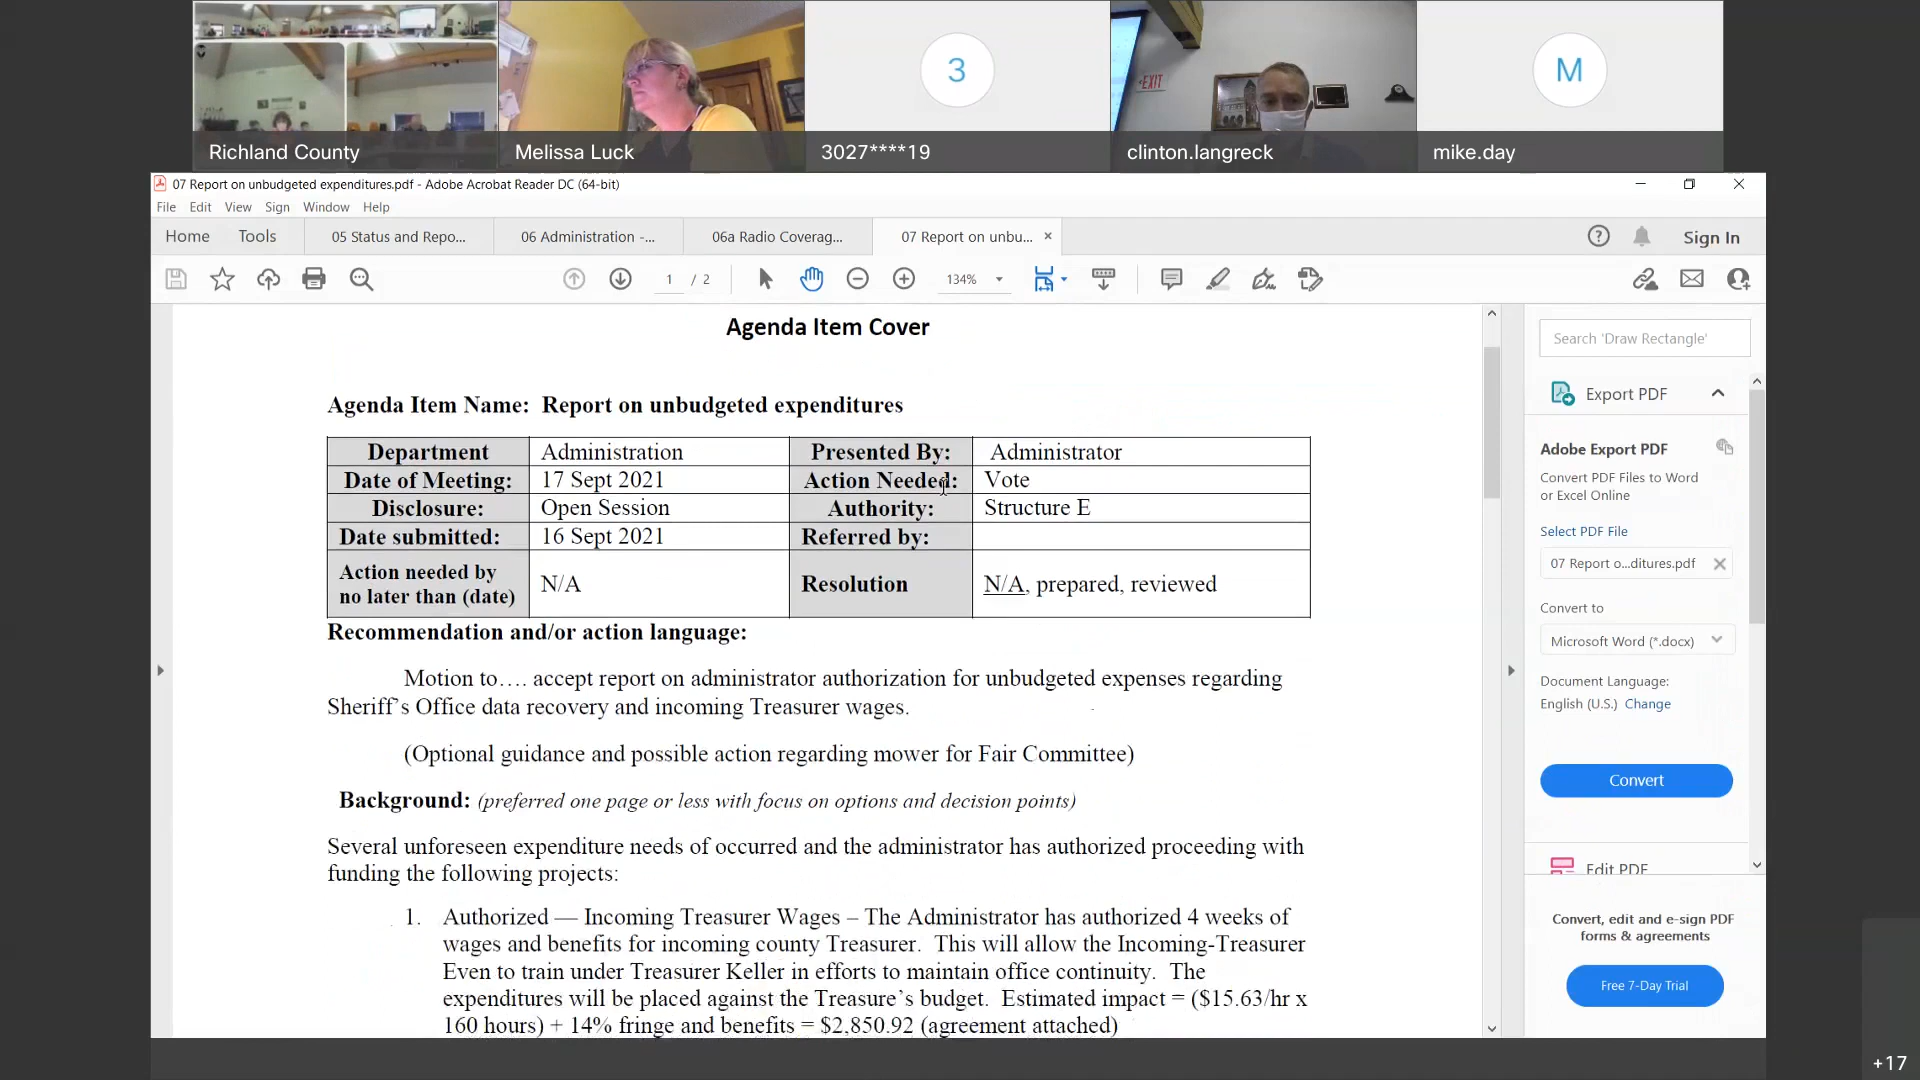 3
EXIT
M
Richland County
Melissa Luck
3027****19
clinton.langreck
mike.day
07 Report on unbudgeted expenditures.pdf - Adobe Acrobat Reader DC (64-bit)
File Edit View Sign Window Help
Home Tools 05 Status and Repo... 06 Administration -... 06a Radio Coverag... 07 Report on unbu... × Sign In
1 / 2 134%
Agenda Item Cover
Search 'Draw Rectangle'
Export PDF
Agenda Item Name: Report on unbudgeted expenditures
Department Administration Presented By: Administrator
Date of Meeting: 17 Sept 2021 Action Needed: Vote
Disclosure: Open Session Authority: Structure E
Date submitted: 16 Sept 2021 Referred by:
Action needed by no later than (date) N/A Resolution N/A, prepared, reviewed
Recommendation and/or action language:
Motion to…. accept report on administrator authorization for unbudgeted expenses regarding
Sheriff's Office data recovery and incoming Treasurer wages.
(Optional guidance and possible action regarding mower for Fair Committee)
Background: (preferred one page or less with focus on options and decision points)
Several unforeseen expenditure needs of occurred and the administrator has authorized proceeding with
funding the following projects:
1. Authorized — Incoming Treasurer Wages – The Administrator has authorized 4 weeks of
wages and benefits for incoming county Treasurer. This will allow the Incoming-Treasurer
Even to train under Treasurer Keller in efforts to maintain office continuity. The
expenditures will be placed against the Treasure's budget. Estimated impact = ($15.63/hr x
160 hours) + 14% fringe and benefits = $2,850.92 (agreement attached)
Adobe Export PDF
Convert PDF Files to Word
or Excel Online
Select PDF File
07 Report o...ditures.pdf
Convert to
Microsoft Word (*.docx)
Document Language:
English (U.S.) Change
Convert
Edit PDF
Convert, edit and e-sign PDF
forms & agreements
Free 7-Day Trial
+17